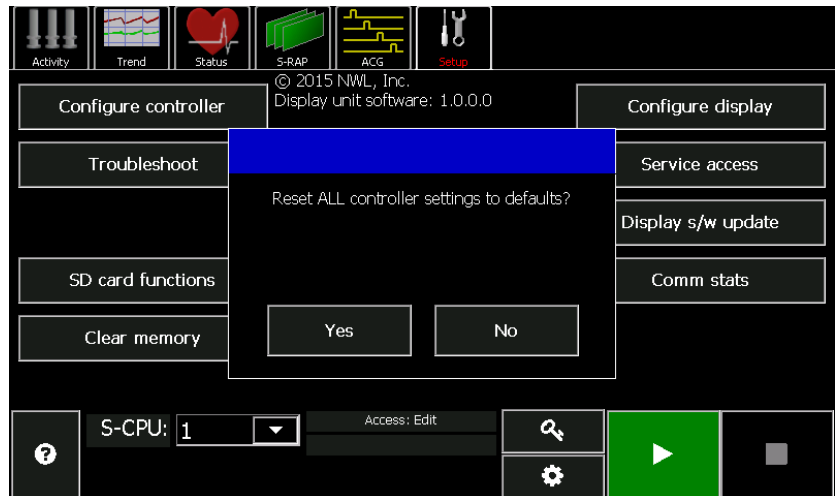 Activity
Trend
Status
S-RAP
ACG
Setup
© 2015 NWL, Inc.
Display unit software: 1.0.0.0
Configure controller
Configure display
Troubleshoot
Service access
Reset ALL controller settings to defaults?
Display s/w update
SD card functions
Comm stats
Yes
No
Clear memory
S-CPU: 1
Access: Edit
?